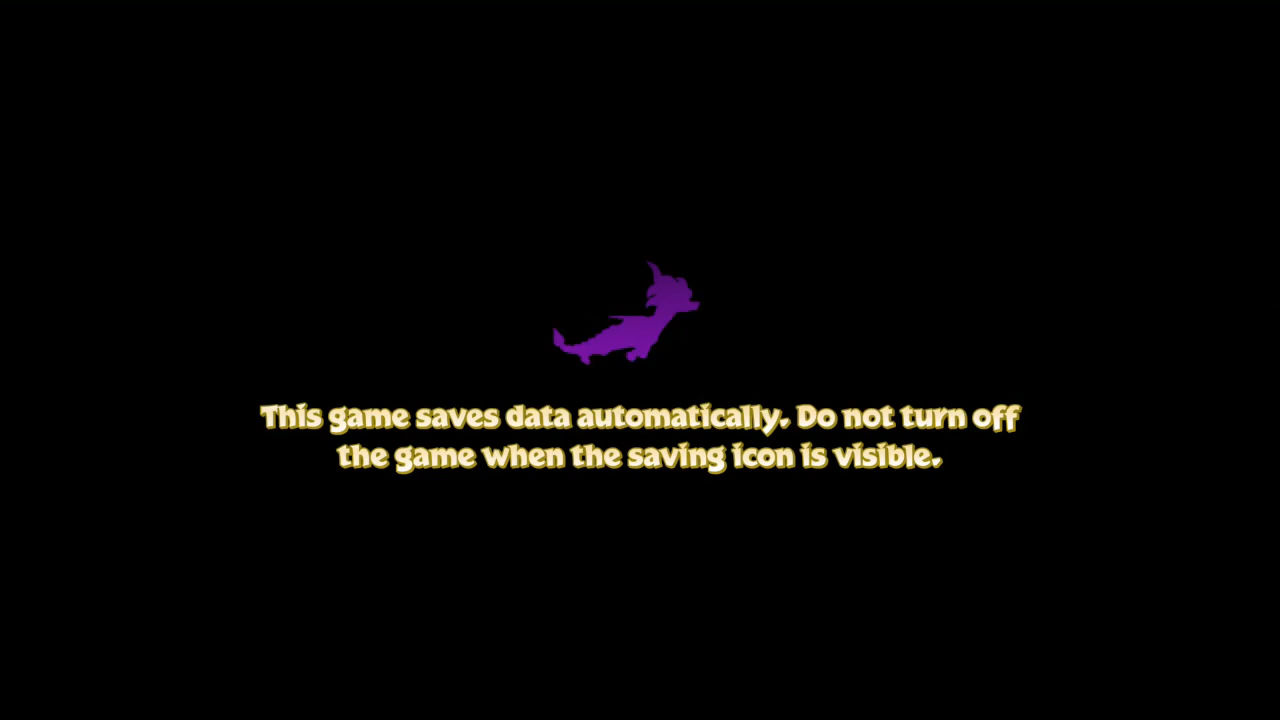 This game saves data automatically. Do not turn off
the game when the saving icon is visible.